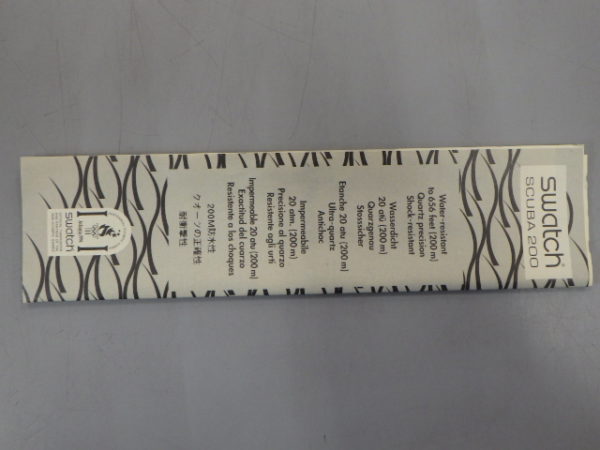 swatch
SCUBA 200
Water-resistant
to 656 feet (200 m)
Quartz precision
Shock-resistant
Wasserdicht
20 atü (200 m)
Quarzgenau
Stosssicher
Etanche 20 atu (200 m)
Ultra-quartz
Antichoc
Impermeabile
20 atm. (200 m)
Precisione al quarzo
Resistente agli urti
Impermeable 20 atu (200 m)
Exactitud del cuarzo
Resistente a los choques
200M防水性
クオーツ的正確性
耐衝撃性
swatch